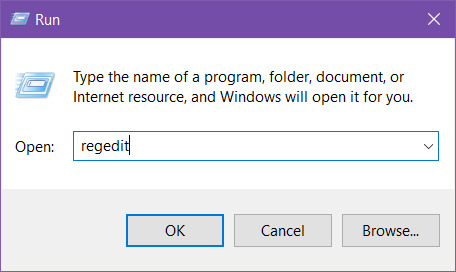 Run
Type the name of a program, folder, document, or
Internet resource, and Windows will open it for you.
Open: regedit
OK Cancel Browse...